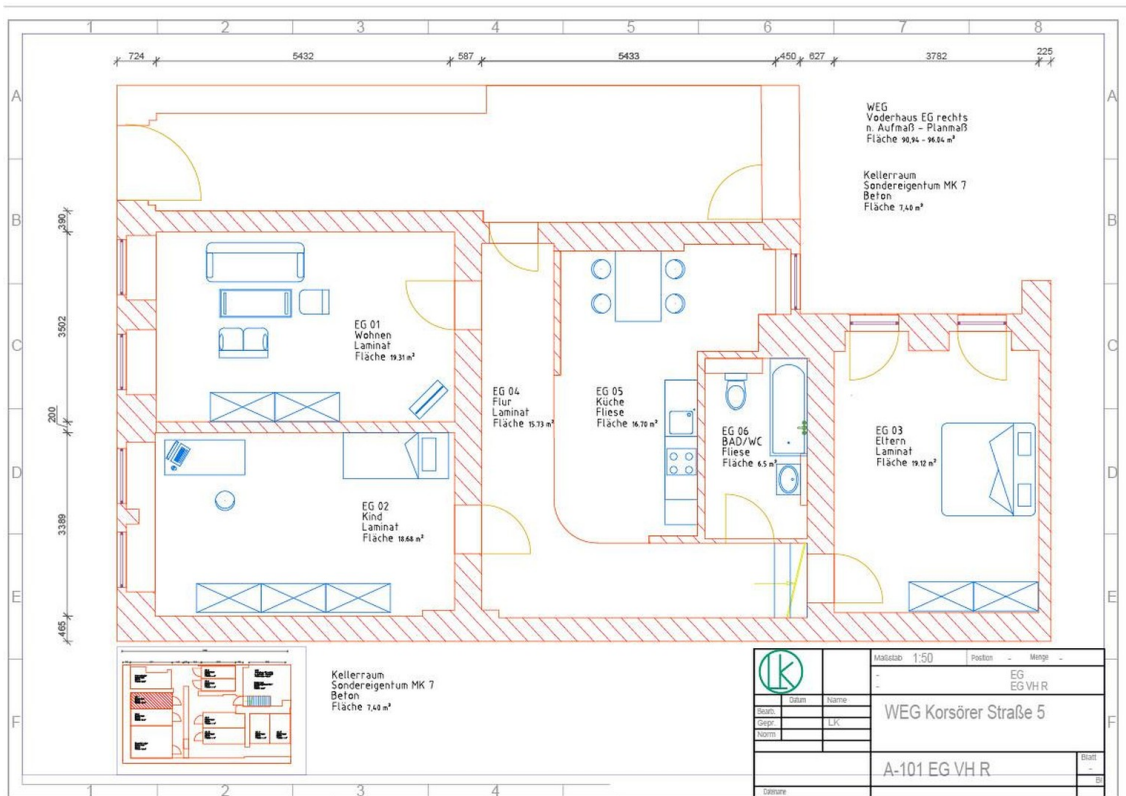 1 2 3 4 5 6 7 8
724 5432 587 5433 450 627 3782 225
A A
WEG
Voderhaus EG rechts
n. Aufmaß - Planmaß
Fläche 90,94 - 96.04 m²
Kellerraum
Sondereigentum MK 7
Beton
Fläche 7,40 m²
B B
390
3502
C C
EG 01
Wohnen
Laminat
Fläche 19.31 m²
200
EG 04
Flur
Laminat
Fläche 15.73 m²
EG 05
Küche
Fliese
Fläche 16.70 m²
EG 06
BAD/WC
Fliese
Fläche 6.5 m²
EG 03
Eltern
Laminat
Fläche 19.12 m²
D D
EG 02
Kind
Laminat
Fläche 18.68 m²
3389
E E
465
Kellerraum
Sondereigentum MK 7
Beton
Fläche 7,40 m²
F F
LK
Maßstab 1:50 Position - Menge -
- EG
- EG VH R
Datum Name
Bearb.
Gepr. LK
Norm
WEG Korsörer Straße 5
A-101 EG VH R
Blatt
-
Bl
Dateiname
1 2 3 4